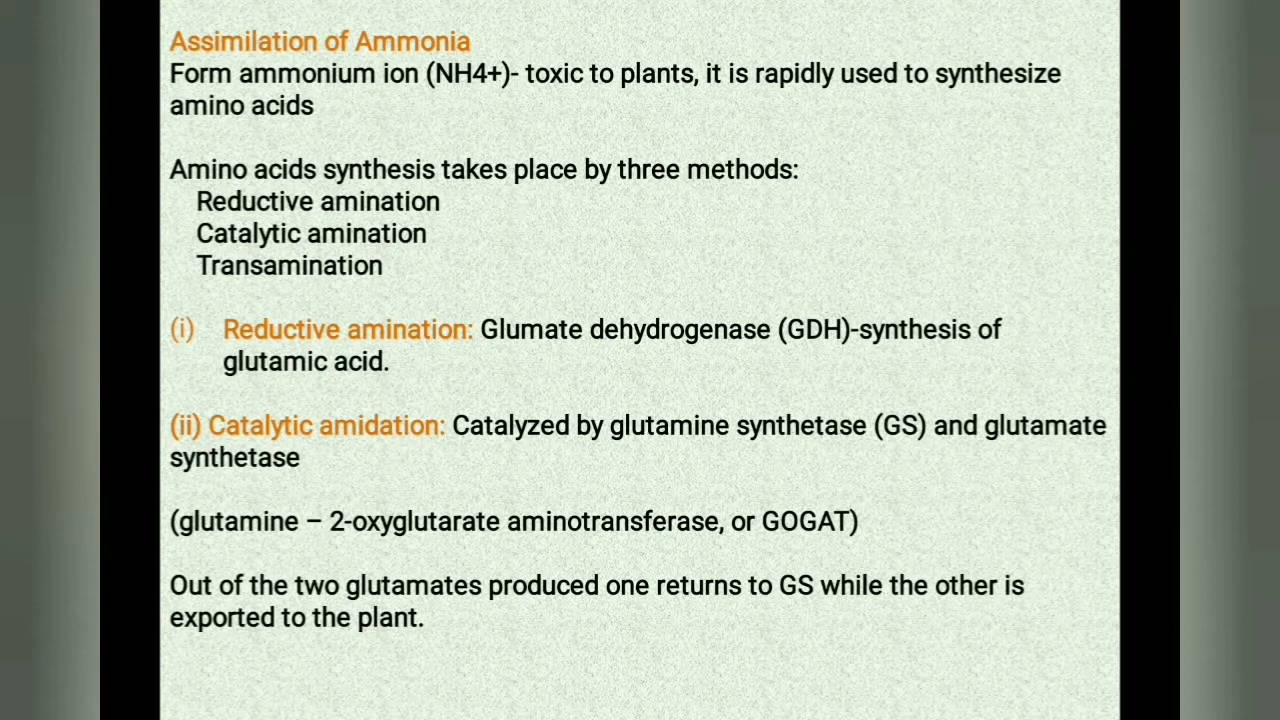 Assimilation of Ammonia
Form ammonium ion (NH4+)- toxic to plants, it is rapidly used to synthesize
amino acids
Amino acids synthesis takes place by three methods:
Reductive amination
Catalytic amination
Transamination
(i) Reductive amination: Glumate dehydrogenase (GDH)-synthesis of
glutamic acid.
(ii) Catalytic amidation: Catalyzed by glutamine synthetase (GS) and glutamate
synthetase
(glutamine – 2-oxyglutarate aminotransferase, or GOGAT)
Out of the two glutamates produced one returns to GS while the other is
exported to the plant.